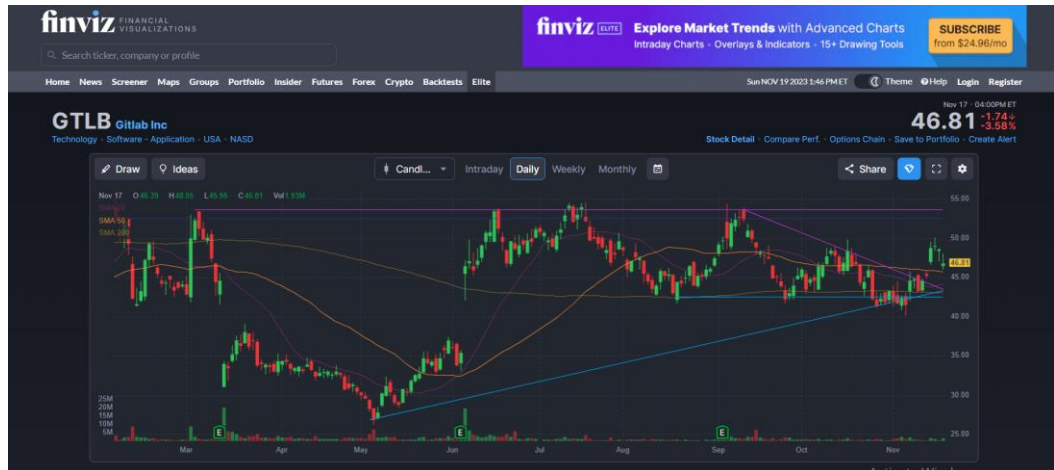 finviz FINANCIAL VISUALIZATIONS
finviz ELITE Explore Market Trends with Advanced Charts
Intraday Charts · Overlays & Indicators · 15+ Drawing Tools
SUBSCRIBE
from $24.96/mo
Search ticker, company or profile
Home News Screener Maps Groups Portfolio Insider Futures Forex Crypto Backtests Elite
Sun NOV 19 2023 1:46 PM ET Theme Help Login Register
Nov 17 · 04:00PM ET
GTLB Gitlab Inc
46.81 -1.74
-3.58%
Technology · Software - Application · USA · NASD
Stock Detail · Compare Perf. · Options Chain · Save to Portfolio · Create Alert
Draw Ideas Candl... Intraday Daily Weekly Monthly Share
Nov 17 O 46.39 H 48.05 L 45.95 C 46.81 Vol 1.93M
SMA 50
SMA 200
55.00
50.00
46.81
45.00
40.00
35.00
30.00
25.00
25M
20M
15M
10M
5M
E E E
Mar Apr May Jun Jul Aug Sep Oct Nov